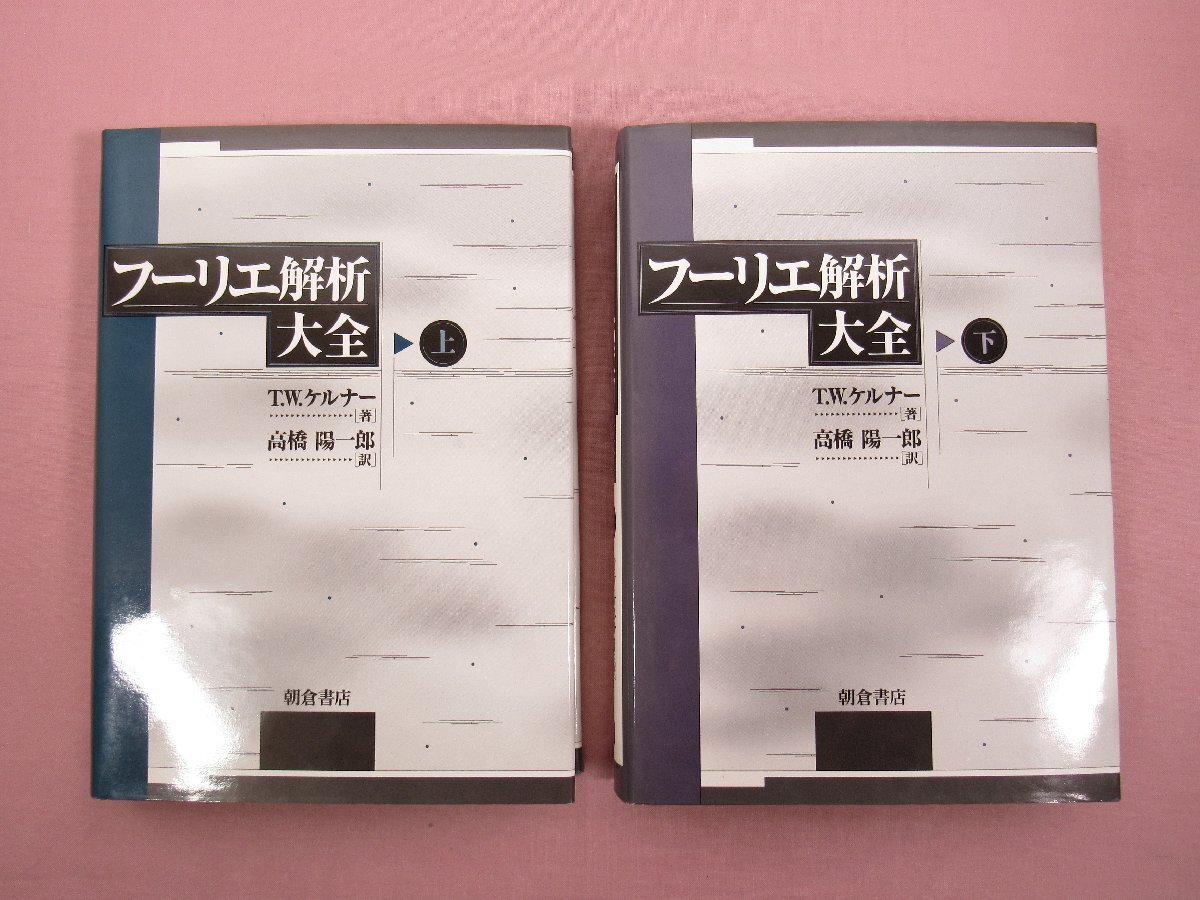 フーリエ解析
大全
上
T.W.ケルナー
[著]
高橋 陽一郎
[訳]
朝倉書店
フーリエ解析
大全
下
T.W.ケルナー
[著]
高橋 陽一郎
[訳]
朝倉書店